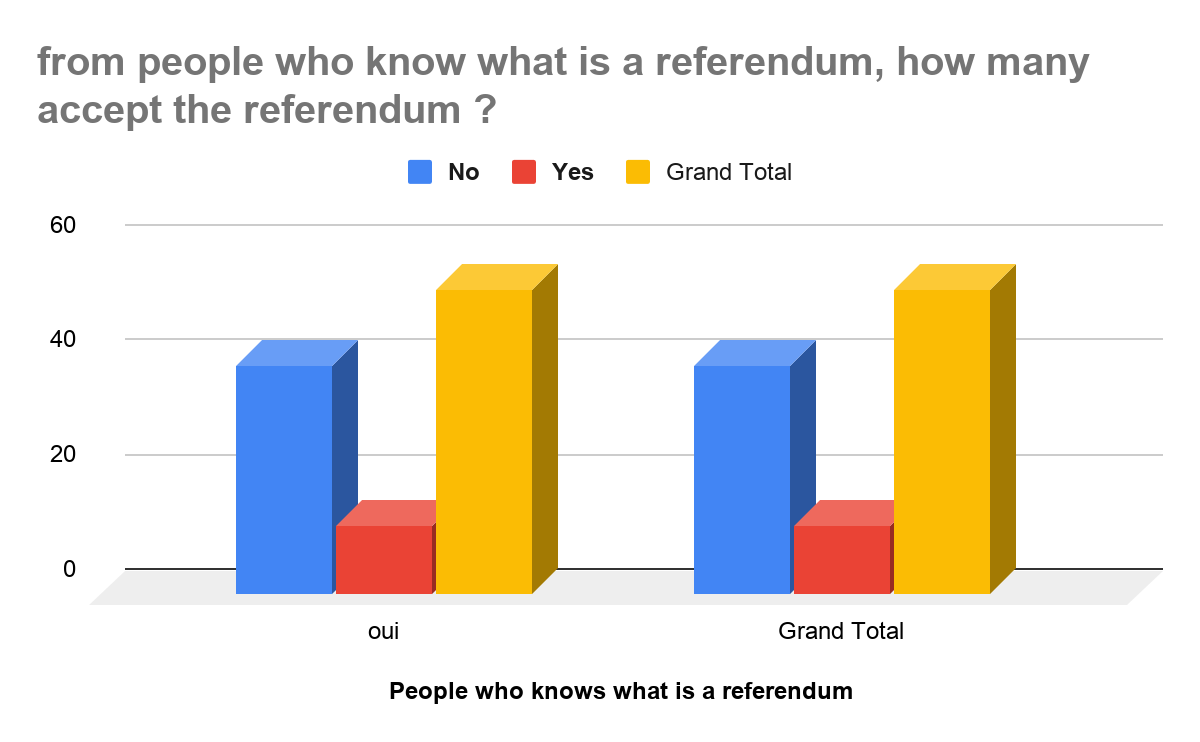 from people who know what is a referendum, how many
accept the referendum ?
No Yes Grand Total
60
40
20
0
oui Grand Total
People who knows what is a referendum